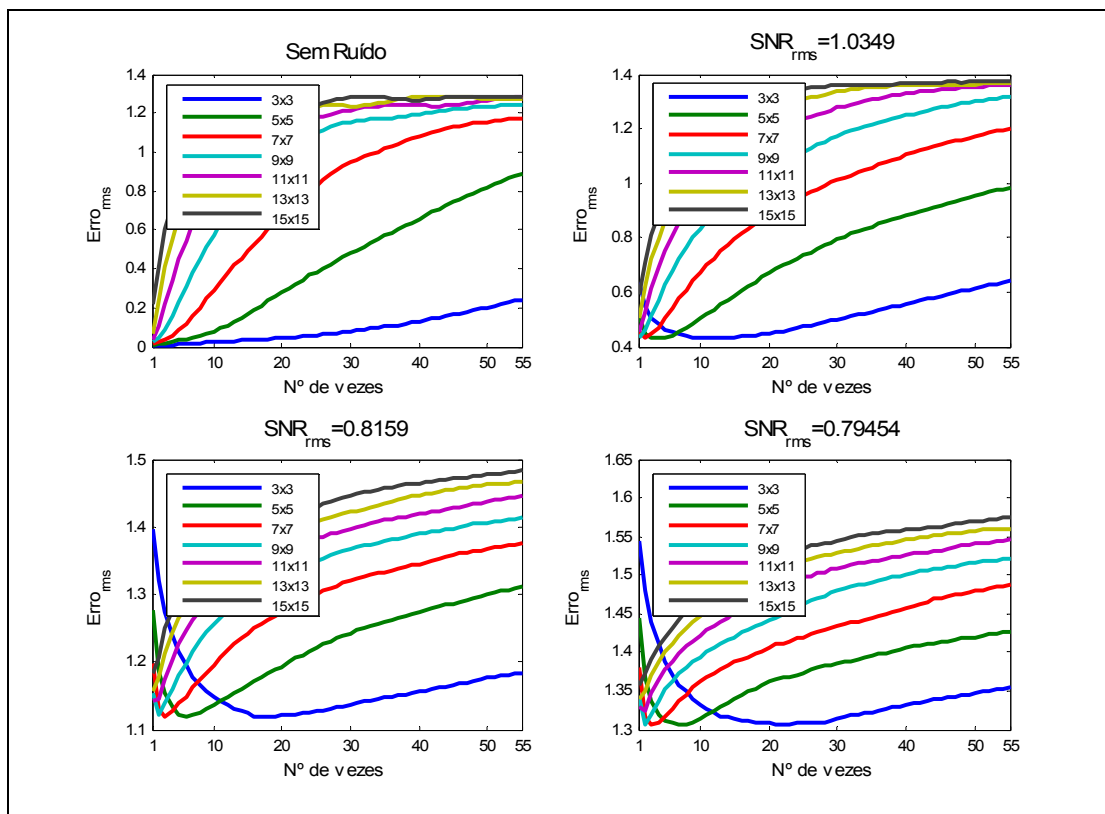 Sem Ruído
1.4
1.2
1
0.8
0.6
0.4
0.2
0
Erro rms
3x3
5x5
7x7
9x9
11x11
13x13
15x15
1 10 20 30 40 50 55
Nº de vezes
SNR rms =1.0349
1.4
1.2
1
0.8
0.6
0.4
Erro rms
3x3
5x5
7x7
9x9
11x11
13x13
15x15
1 10 20 30 40 50 55
Nº de vezes
SNR rms =0.8159
1.5
1.4
1.3
1.2
1.1
Erro rms
3x3
5x5
7x7
9x9
11x11
13x13
15x15
1 10 20 30 40 50 55
Nº de vezes
SNR rms =0.79454
1.65
1.6
1.55
1.5
1.45
1.4
1.35
1.3
Erro rms
3x3
5x5
7x7
9x9
11x11
13x13
15x15
1 10 20 30 40 50 55
Nº de vezes